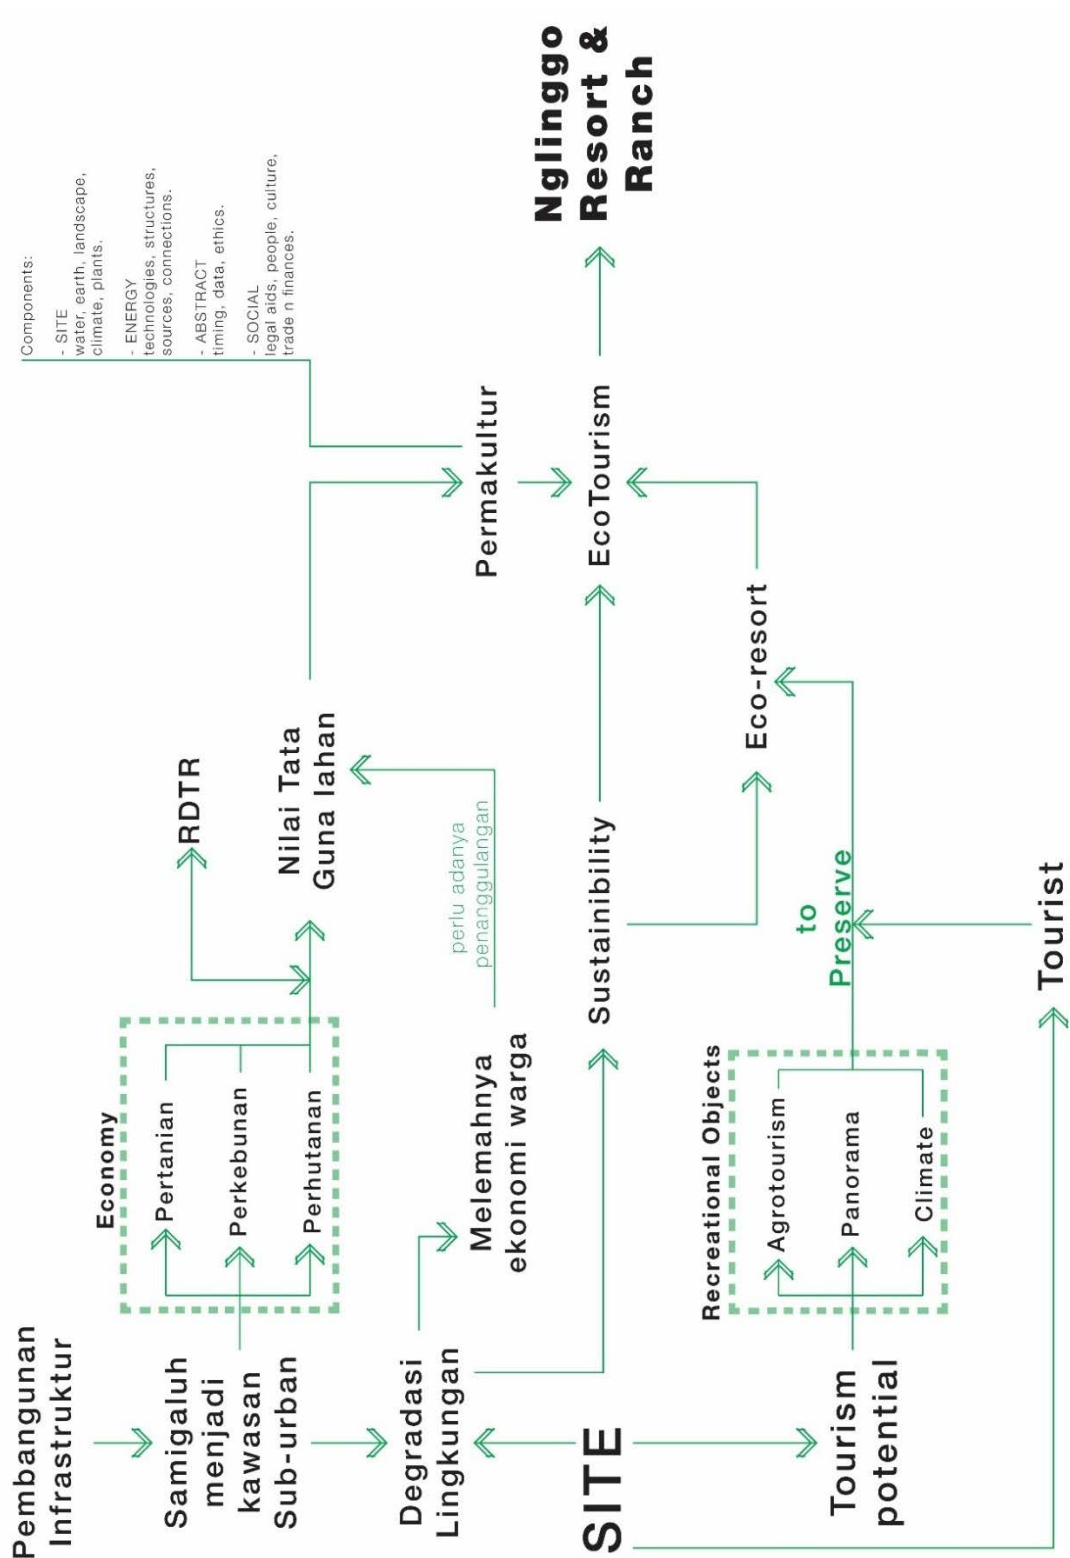 Pembangunan
Infrastruktur
Samigaluh
menjadi
kawasan
Sub-urban
Economy
Pertanian
Perkebunan
Perhutanan
RDTR
Nilai Tata
Guna lahan
Components:
- SITE
water, earth, landscape,
climate, plants.
- ENERGY
technologies, structures,
sources, connections.
- ABSTRACT
timing, data, ethics.
- SOCIAL
legal aids, people, culture,
trade n finances.
Degradasi
Lingkungan
Melemahnya
ekonomi warga
perlu adanya
penanggulangan
Permakultur
SITE
Sustainibility
EcoTourism
Nglinggo
Resort &
Ranch
Eco-resort
Tourism
potential
Recreational Objects
Agrotourism
Panorama
Climate
to
Preserve
Tourist